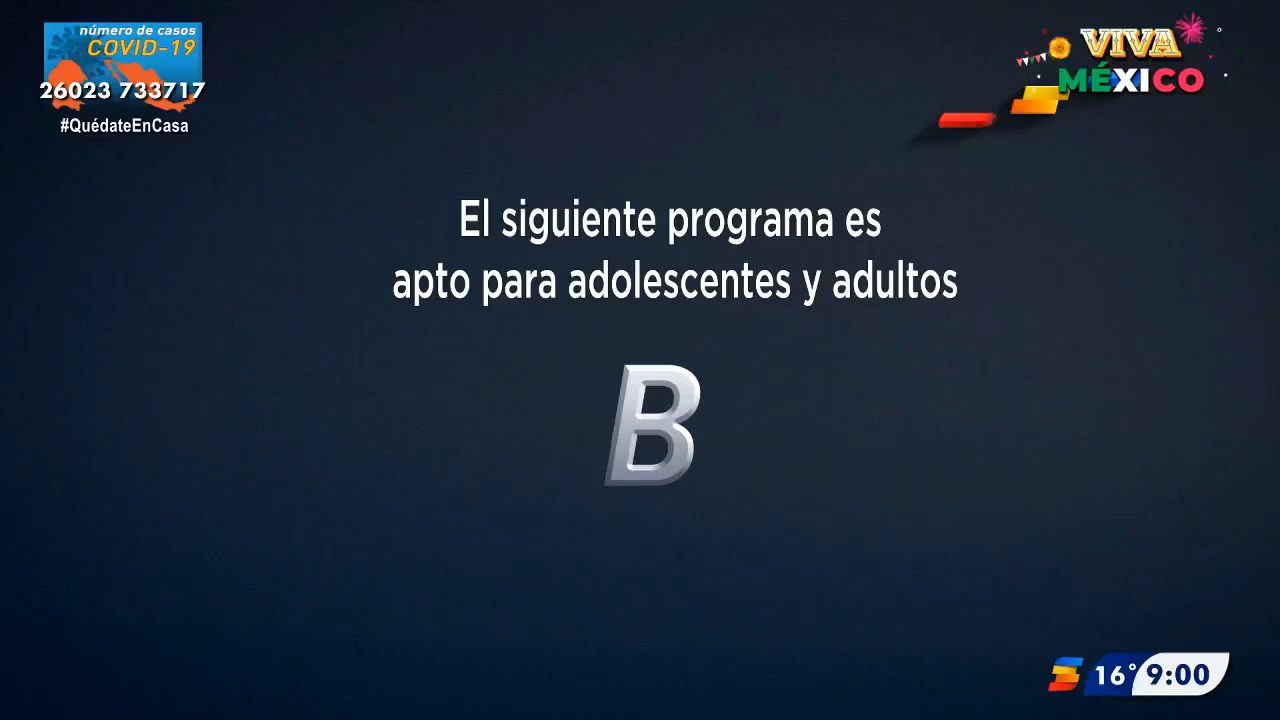 número de casos
COVID-19
26023 733717
#QuédateEnCasa
VIVA
MÉXICO
El siguiente programa es
apto para adolescentes y adultos
B
16° 9:00